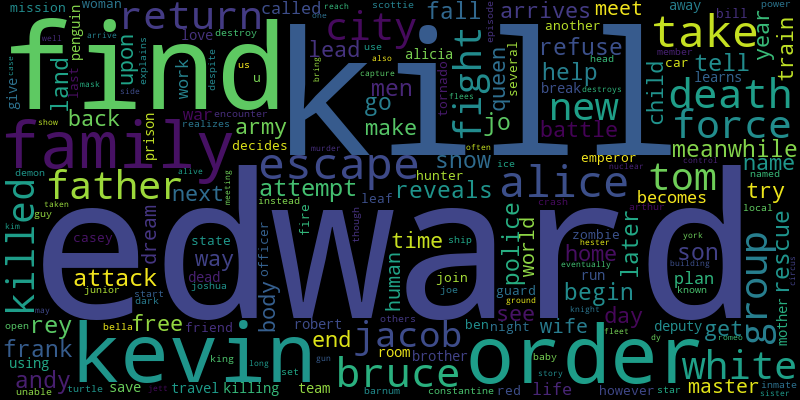 mission woman called arrives meet another away bill power
well scottie one reach episode
find kill return city fall take year
love destroy us u despite explains
penguin upon lead alicia refuse several head member car train
last land work men fight queen help tell learns
give side mask arrive case
tornado use also bring capture flees break destroys
back war go make jo new child death
prison army battle force
family realizes encounter decides show meanwhile
show murder often ice emperor nuclear control name
demon alive escape snow alice tom named
father attempt reveals hunter becomes try
killed next instead leaf crash arthur local
taken guy meeting fire though zombie
kim dream state officer time ship police world later son york rescue
casey way human home hester building group
edward
attack dead join run eventually plan known mother circus
junior joshua body joe guard begin
start dark ground knight day
open may rey free friend robert others see fleet deputy
bella end jacob ben night wife get romeo
kevin order white
frank king long room brother story dy
using gun bruce baby
andy set team constantine red life however star master inmate
unable turtle save jest travel killing barnum sister